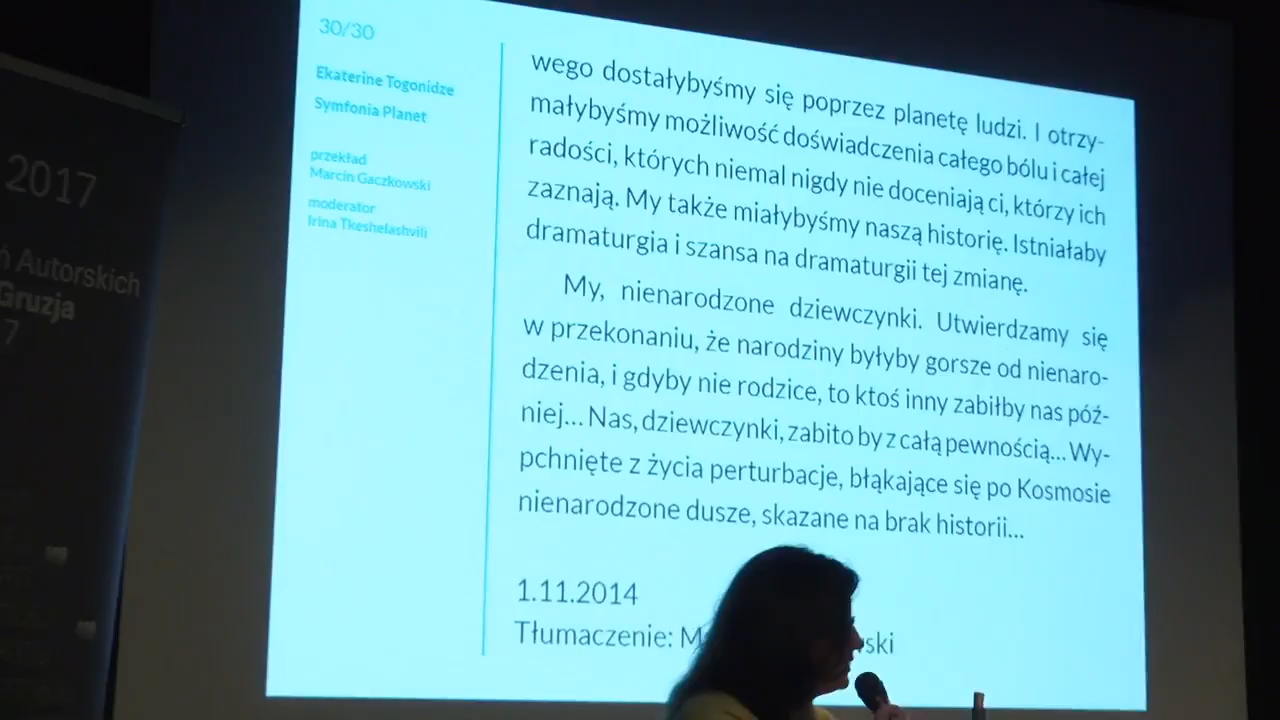 2017
ń Autorskich
Gruzja
7
30/30
Ekaterine Togonidze
Symfonia Planet
przekład
Marcin Gaczkowski
moderator
Irina Tkeshelashvili
wego dostałybyśmy się poprzez planetę ludzi. I otrzy-
małybyśmy możliwość doświadczenia całego bólu i całej
radości, których niemal nigdy nie doceniają ci, którzy ich
zaznają. My także miałybyśmy naszą historię. Istniałaby
dramaturgia i szansa na dramaturgii tej zmianę.
My, nienarodzone dziewczynki. Utwierdzamy się
w przekonaniu, że narodziny byłyby gorsze od nienaro-
dzenia, i gdyby nie rodzice, to ktoś inny zabiłby nas póź-
niej... Nas, dziewczynki, zabito by z całą pewnością... Wy-
pchnięte z życia perturbacje, błąkające się po Kosmosie
nienarodzone dusze, skazane na brak historii...
1.11.2014
Tłumaczenie: M ski